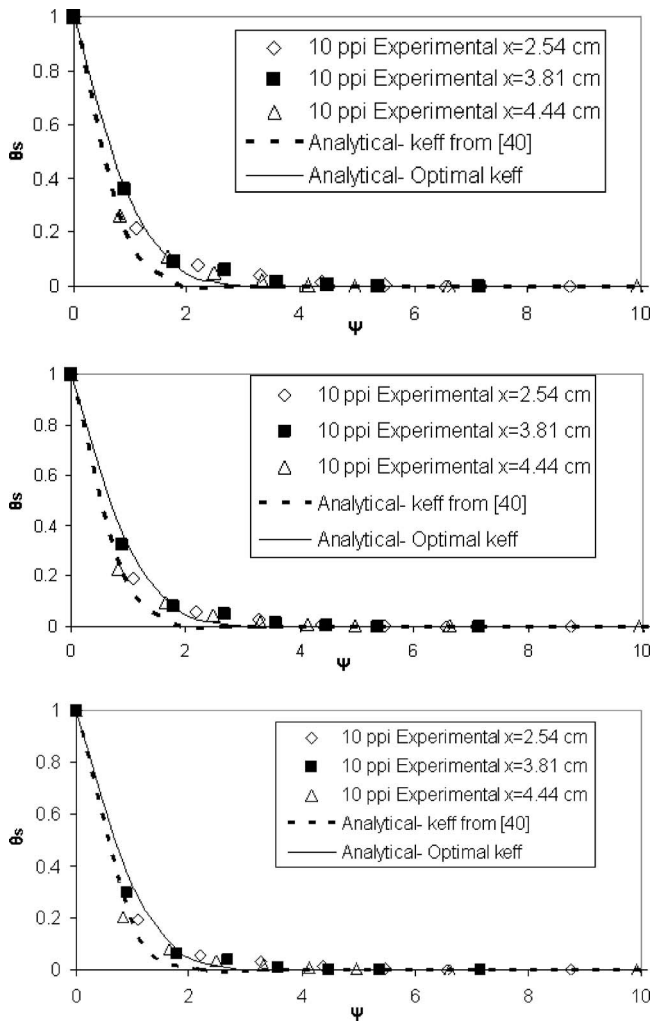 1
0.8
0.6
0.4
0.2
0
θs
0 2 4 6 8 10
Ψ
10 ppi Experimental x=2.54 cm
10 ppi Experimental x=3.81 cm
10 ppi Experimental x=4.44 cm
Analytical- keff from [40]
Analytical- Optimal keff
1
0.8
0.6
0.4
0.2
0
θs
0 2 4 6 8 10
Ψ
10 ppi Experimental x=2.54 cm
10 ppi Experimental x=3.81 cm
10 ppi Experimental x=4.44 cm
Analytical- keff from [40]
Analytical- Optimal keff
1
0.8
0.6
0.4
0.2
0
θs
0 2 4 6 8 10
Ψ
10 ppi Experimental x=2.54 cm
10 ppi Experimental x=3.81 cm
10 ppi Experimental x=4.44 cm
Analytical- keff from [40]
Analytical- Optimal keff